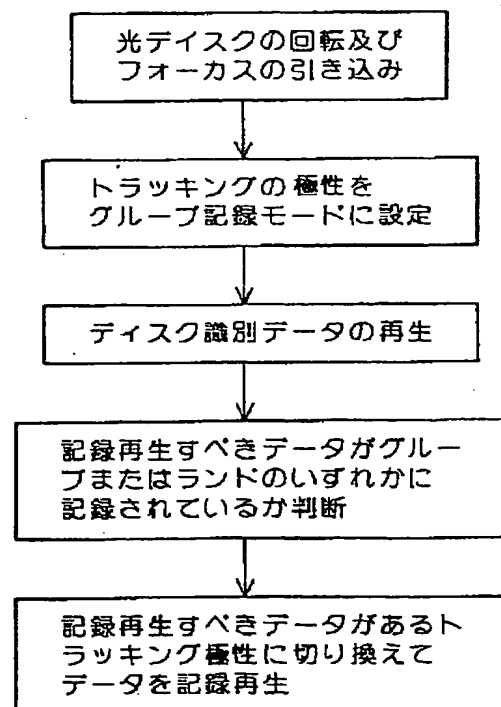 光ディスクの回転及び
フォーカスの引き込み
トラッキングの極性を
グルーブ記録モードに設定
ディスク識別データの再生
記録再生すべきデータがグルー
ブまたはランドのいずれかに
記録されているか判断
記録再生すべきデータがあるト
ラッキング極性に切り換えて
データを記録再生